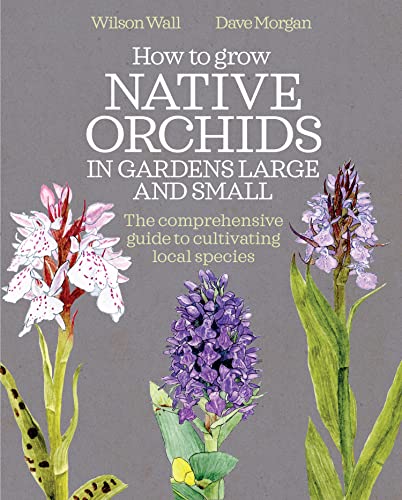 Wilson Wall Dave Morgan
How to grow
NATIVE
ORCHIDS
IN GARDENS LARGE
AND SMALL
The comprehensive
guide to cultivating
local species